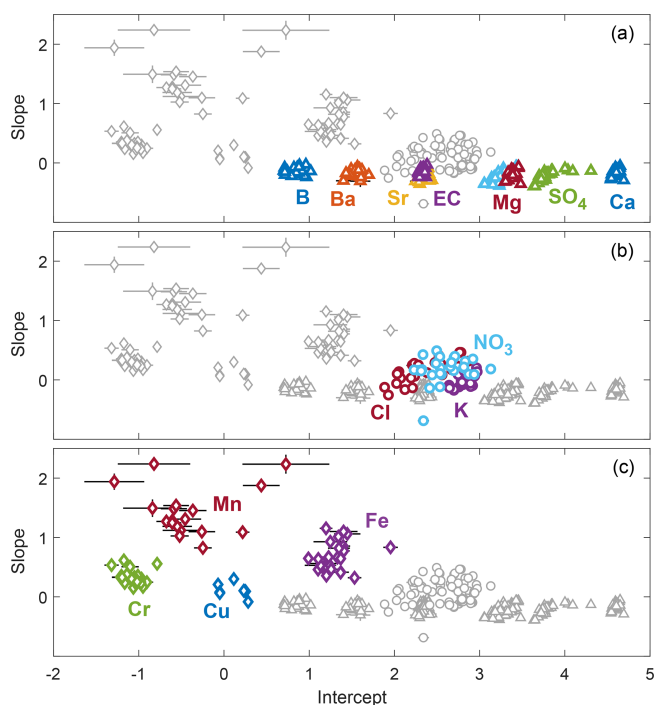 (a)
2
1
0
Slope
B Ba Sr EC Mg SO₄ Ca
(b)
2
1
0
Slope
NO₃
Cl K
(c)
2
1
0
Slope
Mn Fe
Cr Cu
-2 -1 0 1 2 3 4 5
Intercept